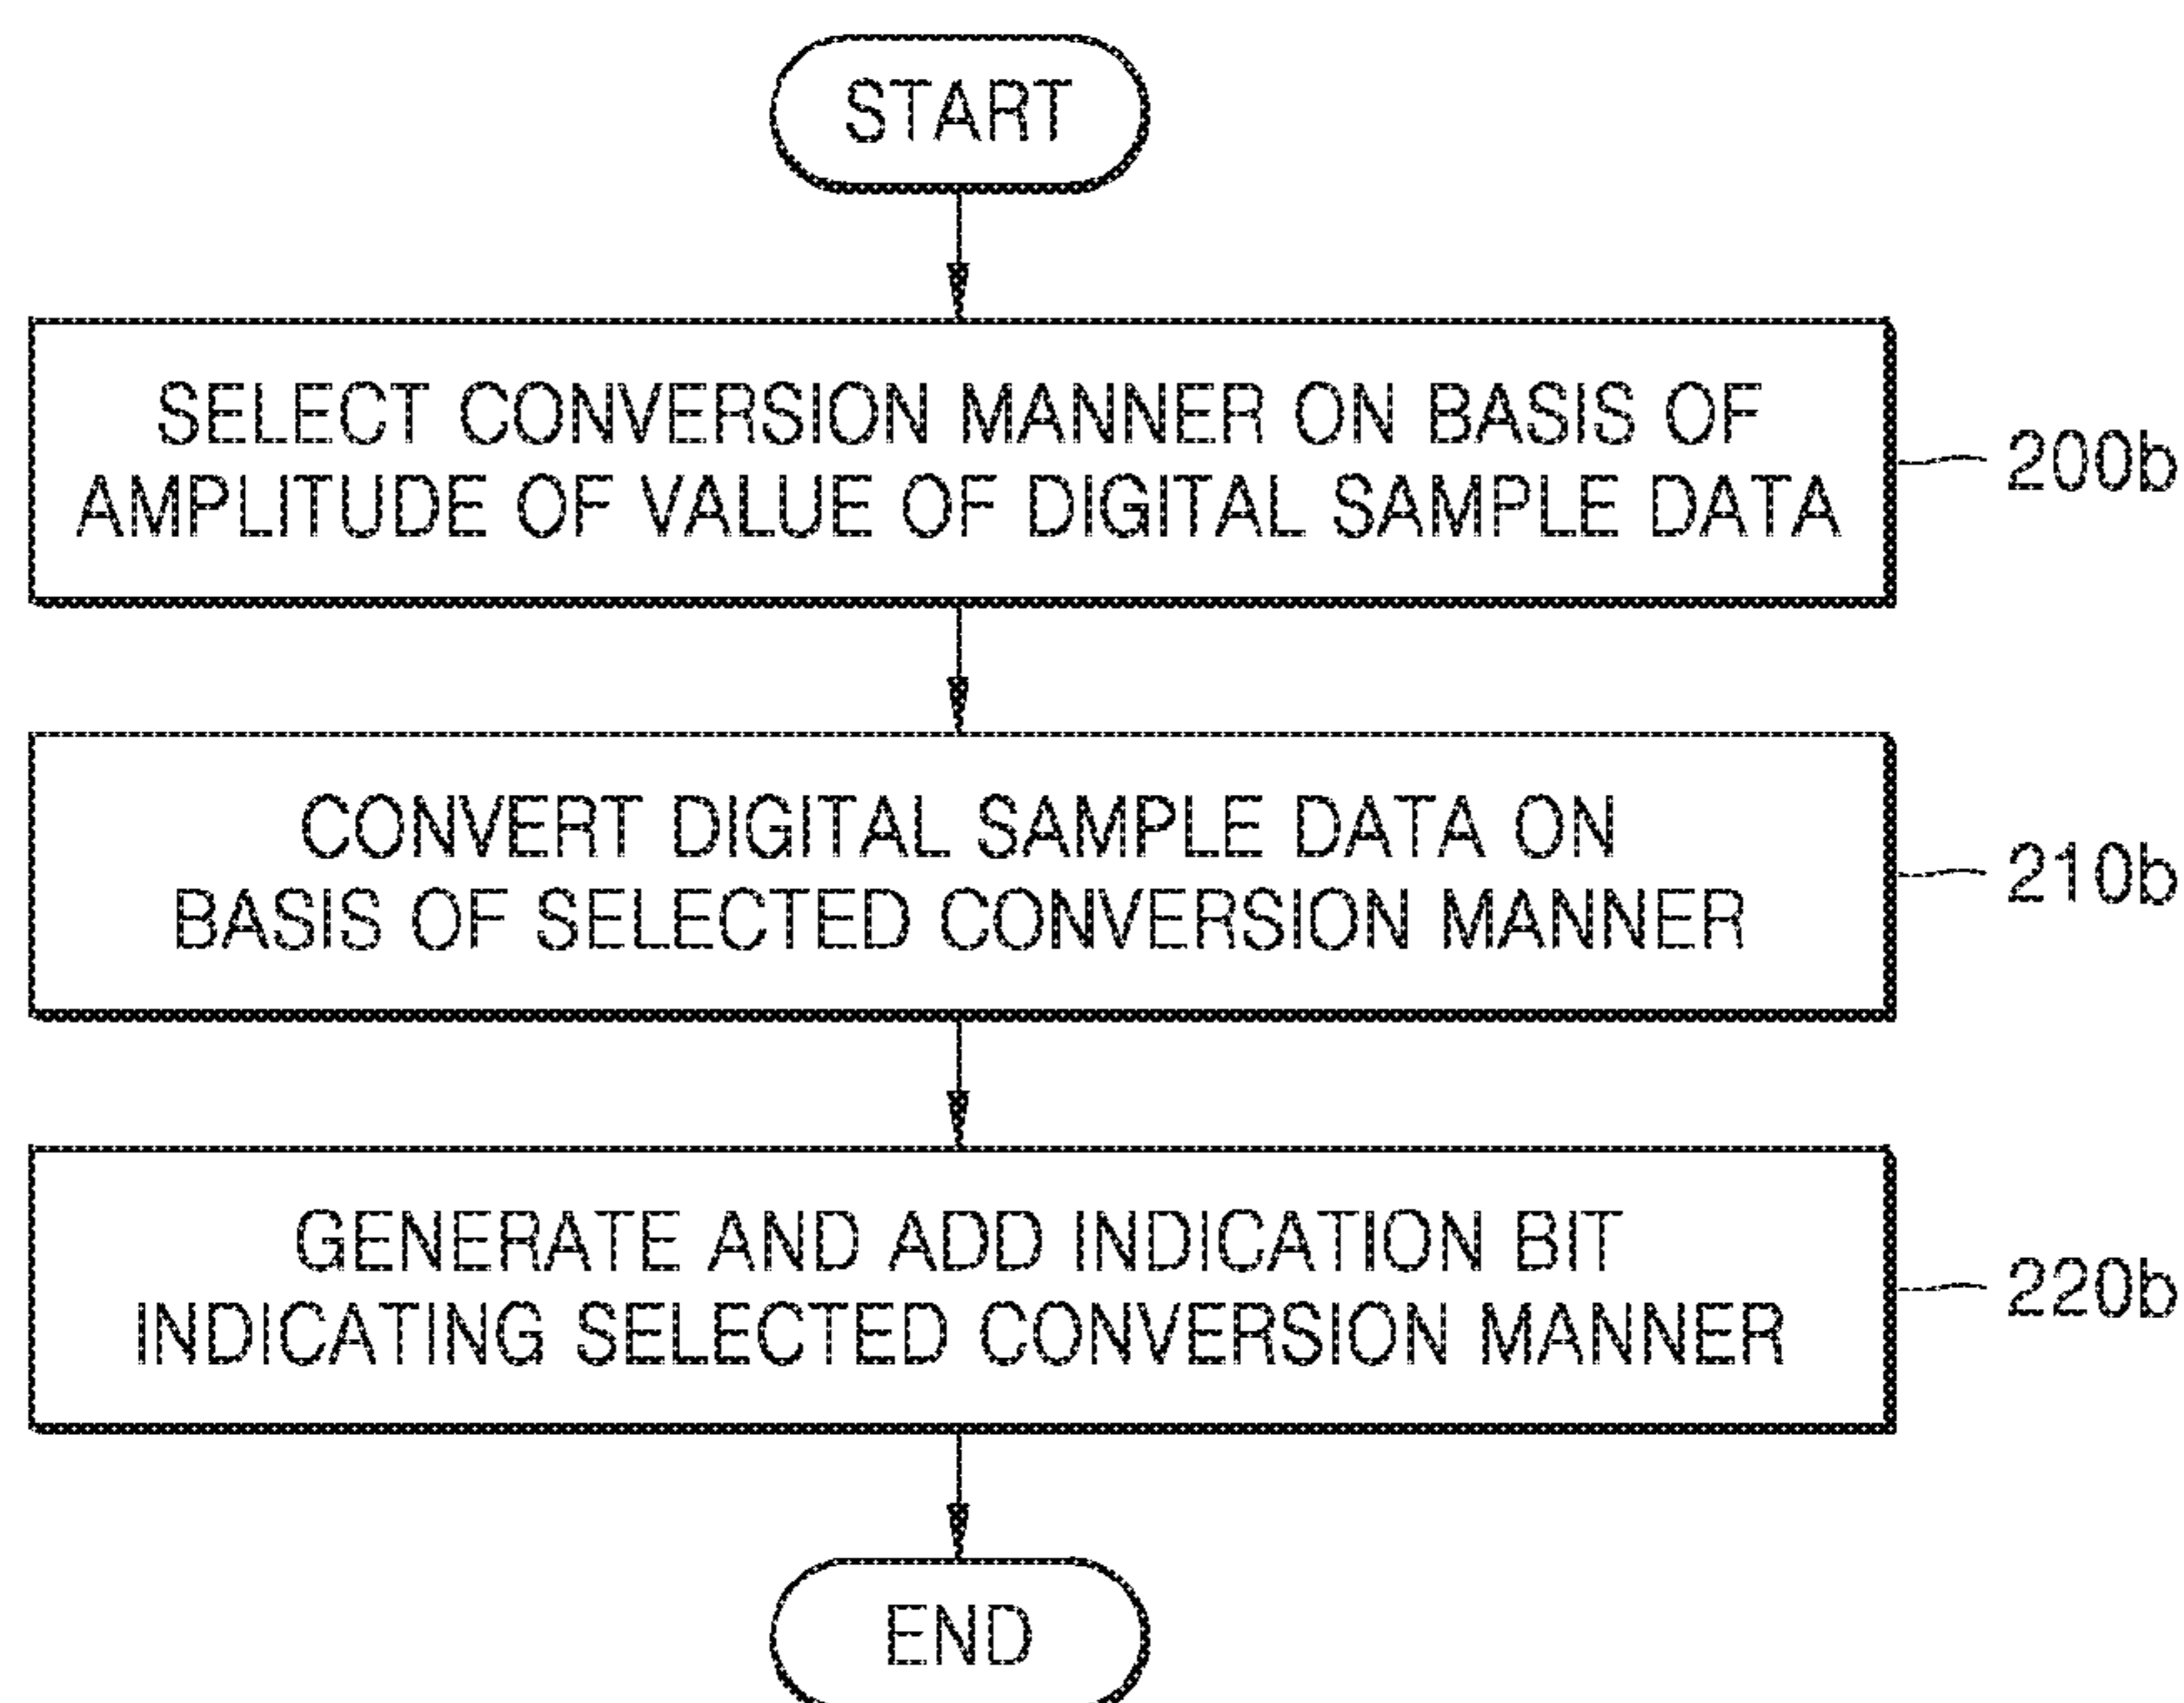 START
SELECT CONVERSION MANNER ON BASIS OF
AMPLITUDE OF VALUE OF DIGITAL SAMPLE DATA
200b
CONVERT DIGITAL SAMPLE DATA ON
BASIS OF SELECTED CONVERSION MANNER
210b
GENERATE AND ADD INDICATION BIT
INDICATING SELECTED CONVERSION MANNER
220b
END